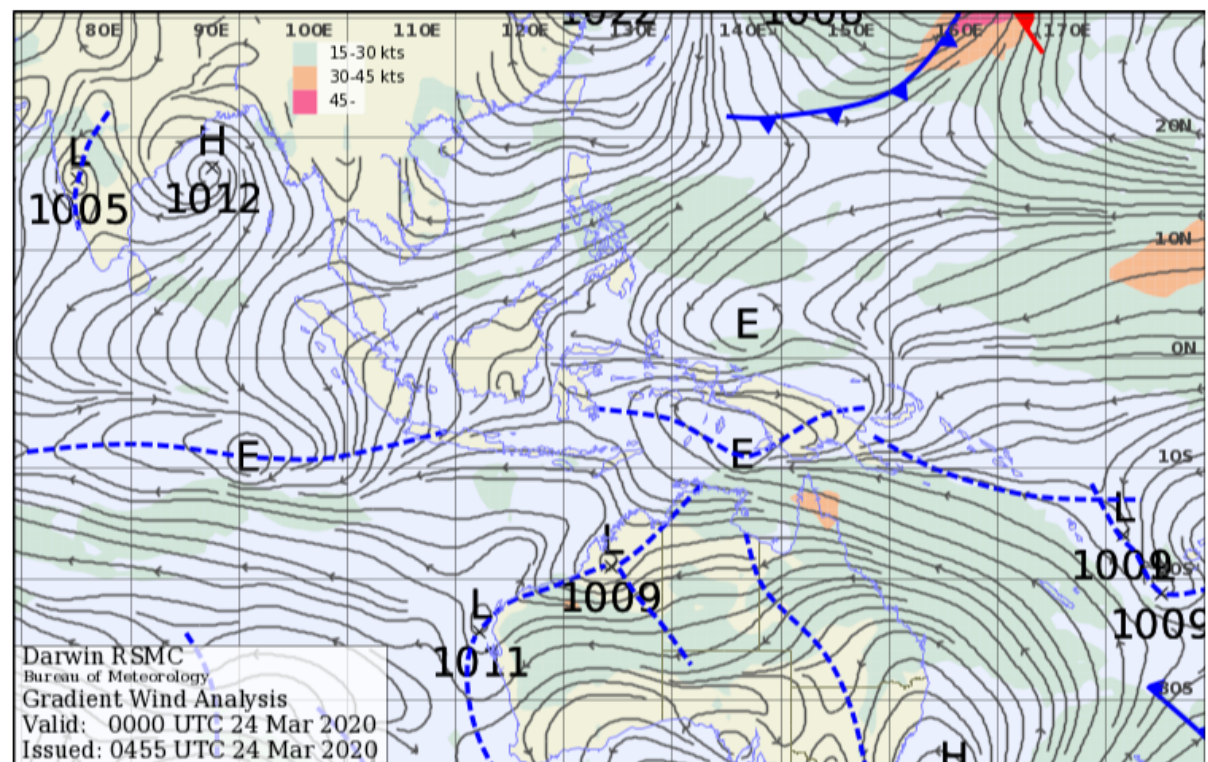 1022 1008
80E 90E 100E 110E 120E 130E 140E 150E 160E 170E
15-30 kts
30-45 kts
45-
20N
L H
1005 1012
10N
E
0N
E E
10S
L L
1009 1009
L 1009
1011
30S
H
Darwin RSMC
Bureau of Meteorology
Gradient Wind Analysis
Valid: 0000 UTC 24 Mar 2020
Issued: 0455 UTC 24 Mar 2020